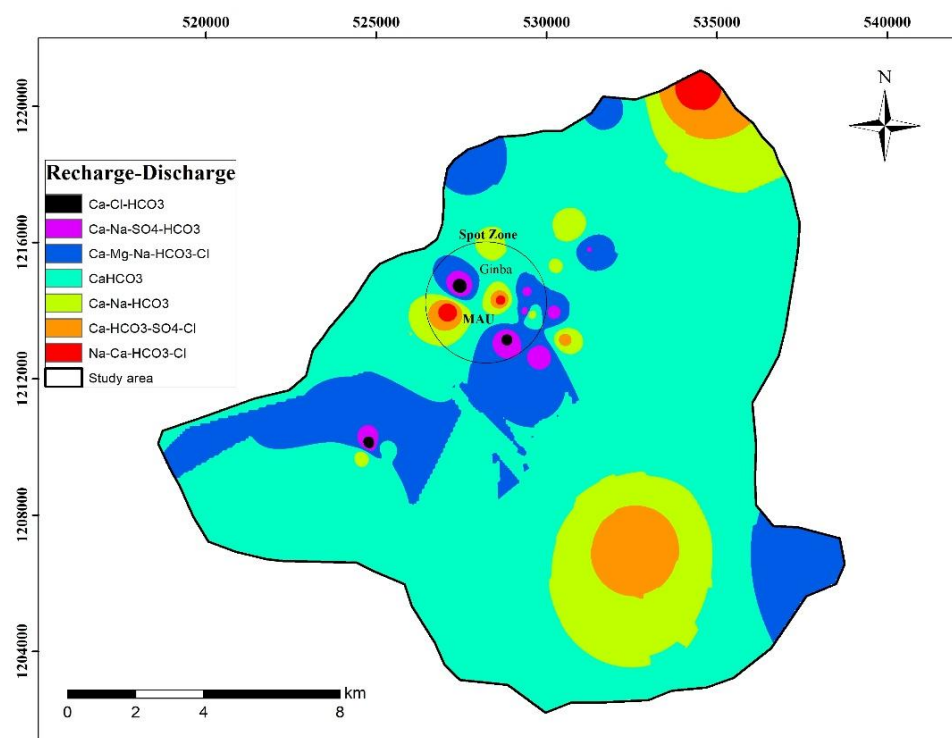 520000 525000 530000 535000 540000
N
1220000
1216000
1212000
1208000
1204000
Recharge-Discharge
Ca-Cl-HCO3
Ca-Na-SO4-HCO3
Ca-Mg-Na-HCO3-Cl
CaHCO3
Ca-Na-HCO3
Ca-HCO3-SO4-Cl
Na-Ca-HCO3-Cl
Study area
Spot Zone
Ginba
MAU
km
0 2 4 8